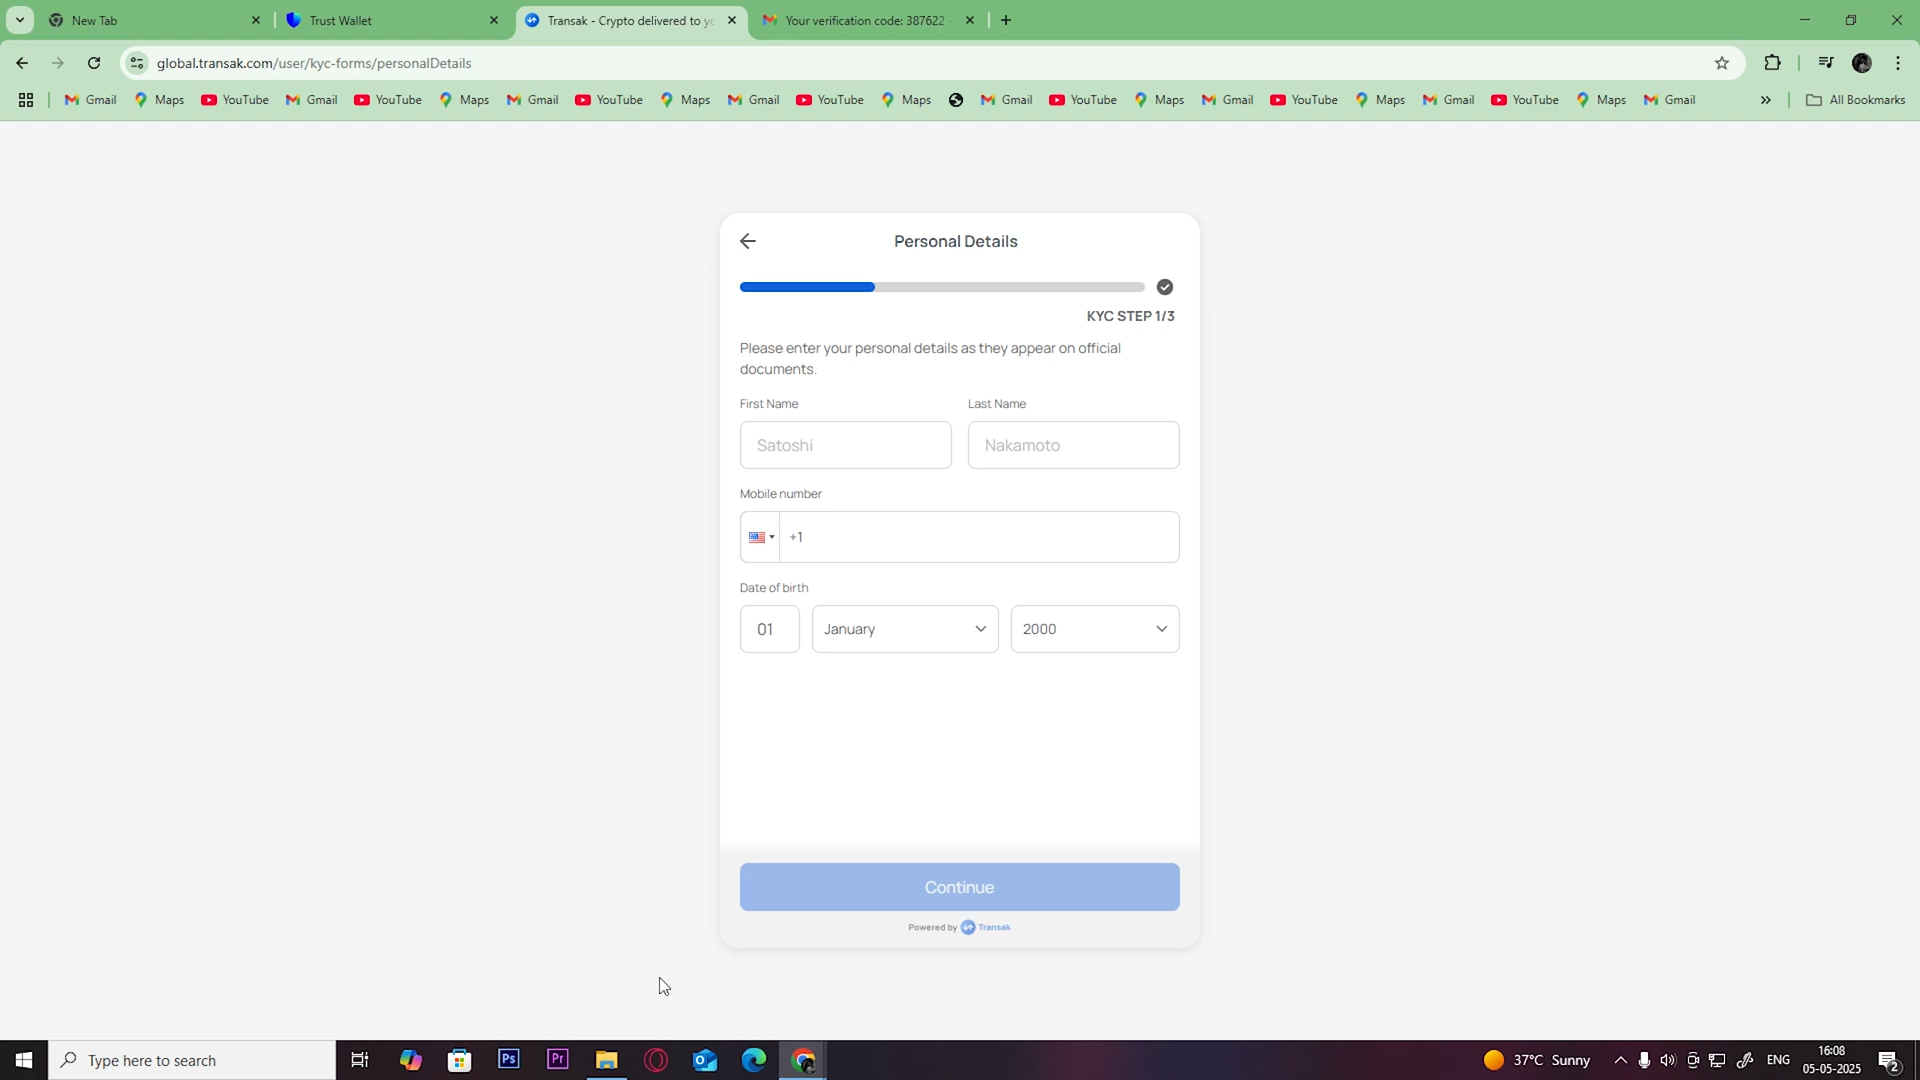 New Tab
Trust Wallet
Transak - Crypto delivered to yo
Your verification code: 387622 -
global.transak.com/user/kyc-forms/personalDetails
Gmail Maps YouTube Gmail YouTube Maps Gmail YouTube Maps Gmail YouTube Maps Gmail YouTube Maps Gmail YouTube Maps Gmail YouTube Maps Gmail » All Bookmarks
Personal Details
KYC STEP 1/3
Please enter your personal details as they appear on official
documents.
First Name Last Name
Satoshi Nakamoto
Mobile number
+1
Date of birth
01 January 2000
Continue
Powered by Transak
Type here to search
Ps
Pr
37°C Sunny
ENG
16:08
05-05-2025
2